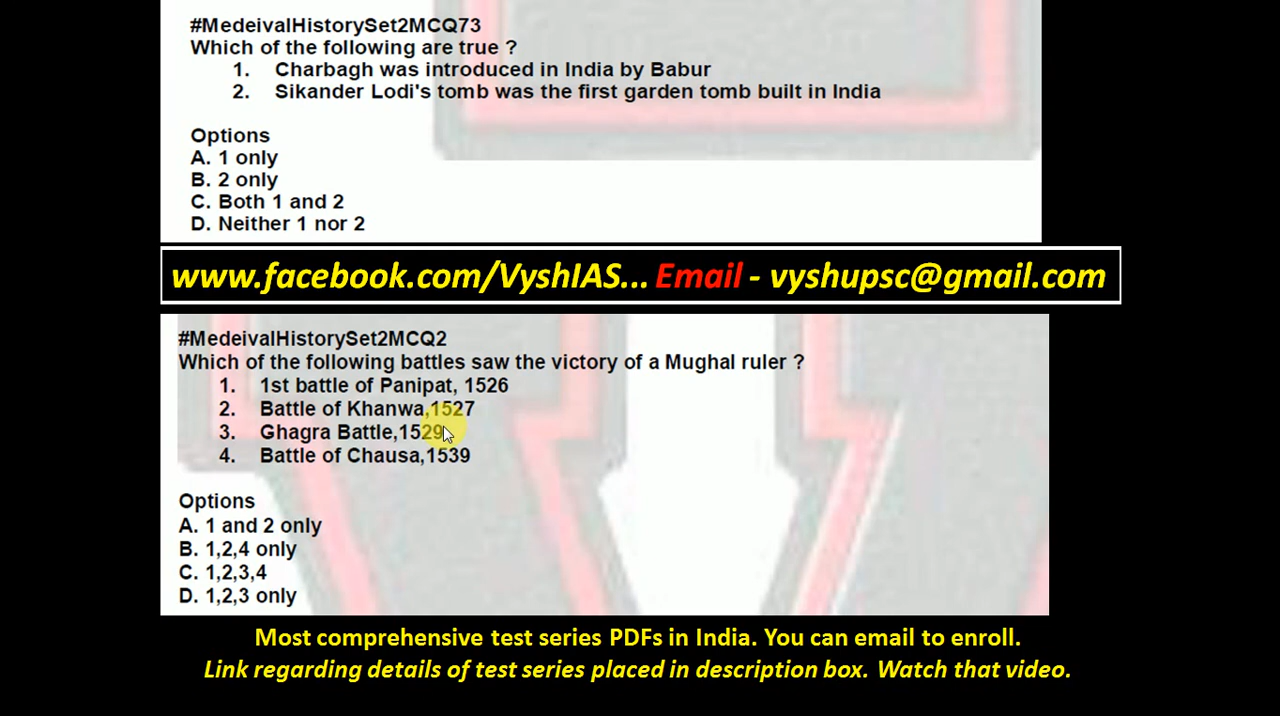 #MedeivalHistorySet2MCQ73
Which of the following are true ?
1. Charbagh was introduced in India by Babur
2. Sikander Lodi's tomb was the first garden tomb built in India
Options
A. 1 only
B. 2 only
C. Both 1 and 2
D. Neither 1 nor 2
www.facebook.com/VyshIAS... Email - vyshupsc@gmail.com
#MedeivalHistorySet2MCQ2
Which of the following battles saw the victory of a Mughal ruler ?
1. 1st battle of Panipat, 1526
2. Battle of Khanwa,1527
3. Ghagra Battle,1529
4. Battle of Chausa,1539
Options
A. 1 and 2 only
B. 1,2,4 only
C. 1,2,3,4
D. 1,2,3 only
Most comprehensive test series PDFs in India. You can email to enroll.
Link regarding details of test series placed in description box. Watch that video.